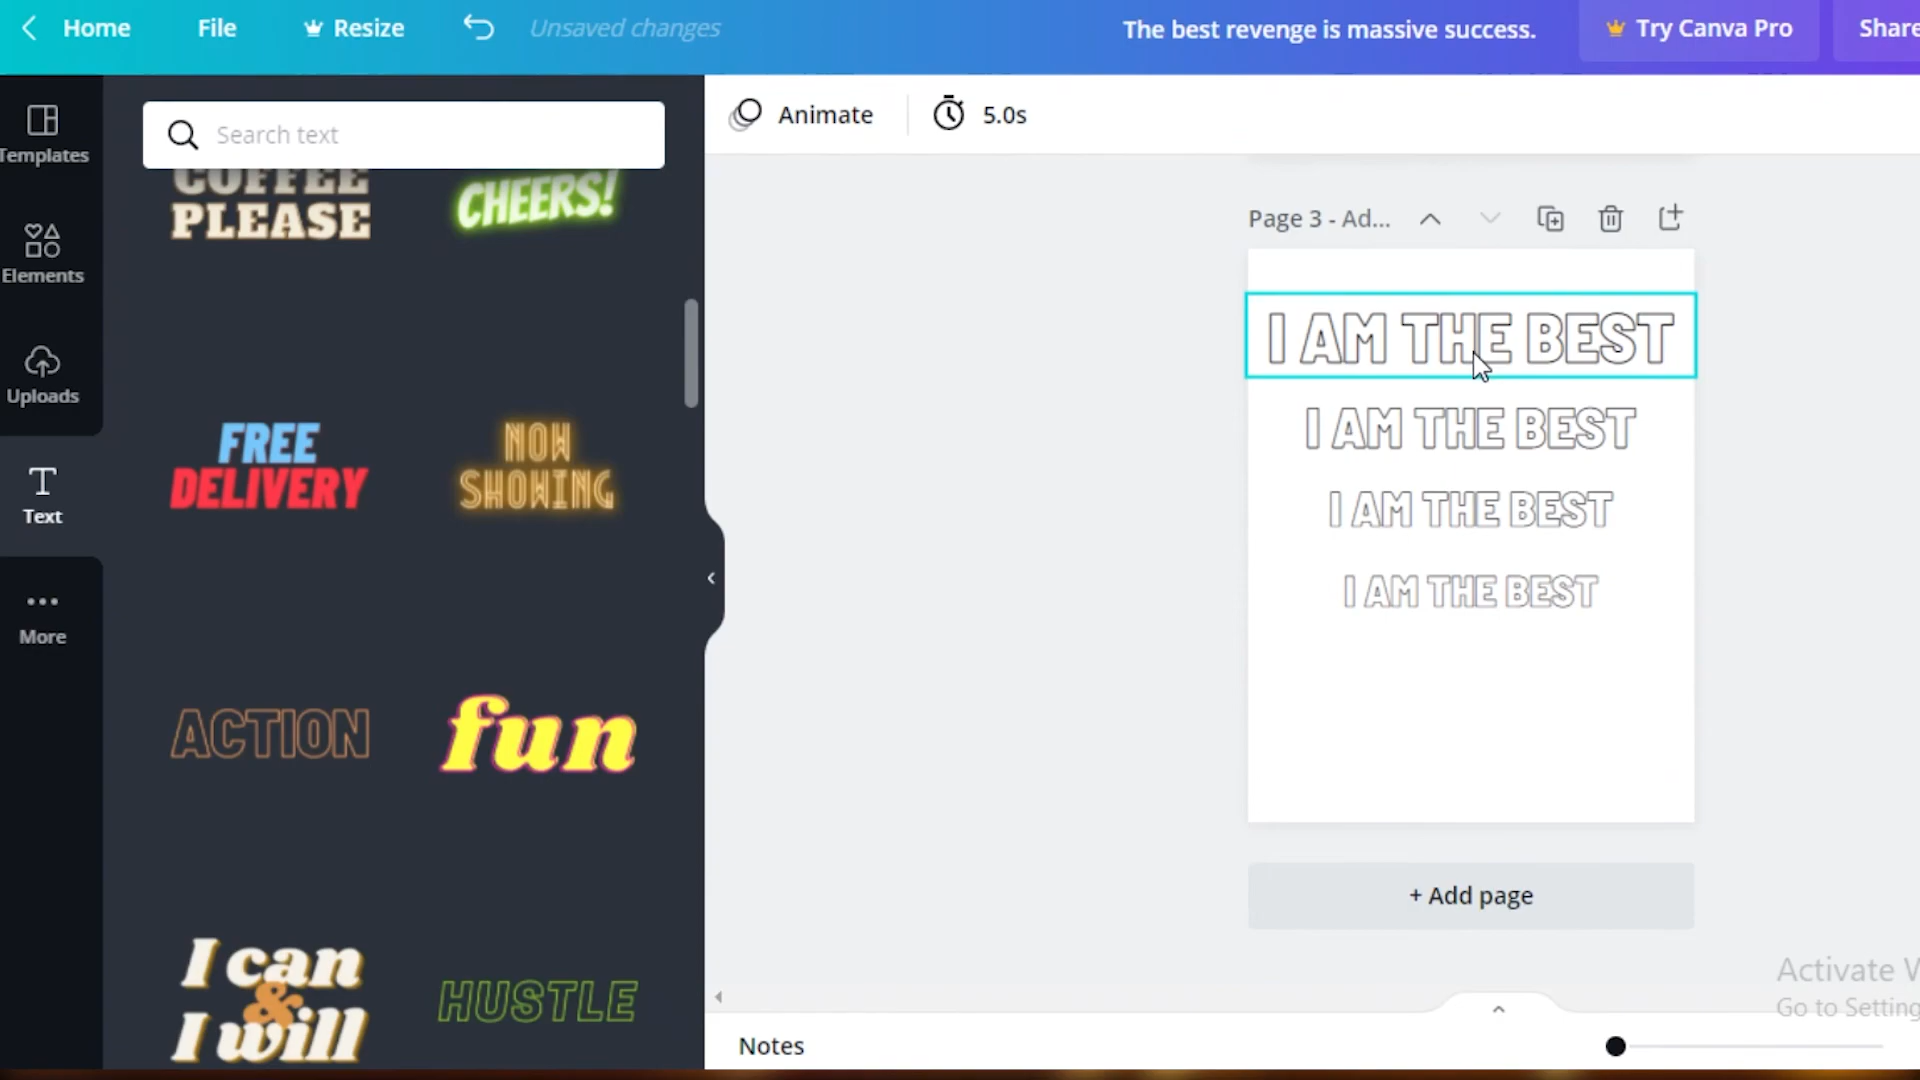 Home File Resize Unsaved changes The best revenge is massive success. Try Canva Pro Share
Templates
Elements
Uploads
Text
More
Search text
COFFEE
PLEASE
CHEERS!
FREE
DELIVERY
NOW
SHOWING
ACTION
fun
I can
&
I will
HUSTLE
Animate 5.0s
Page 3 - Ad...
I AM THE BEST
I AM THE BEST
I AM THE BEST
I AM THE BEST
+ Add page
Activate
Go to Setting
Notes